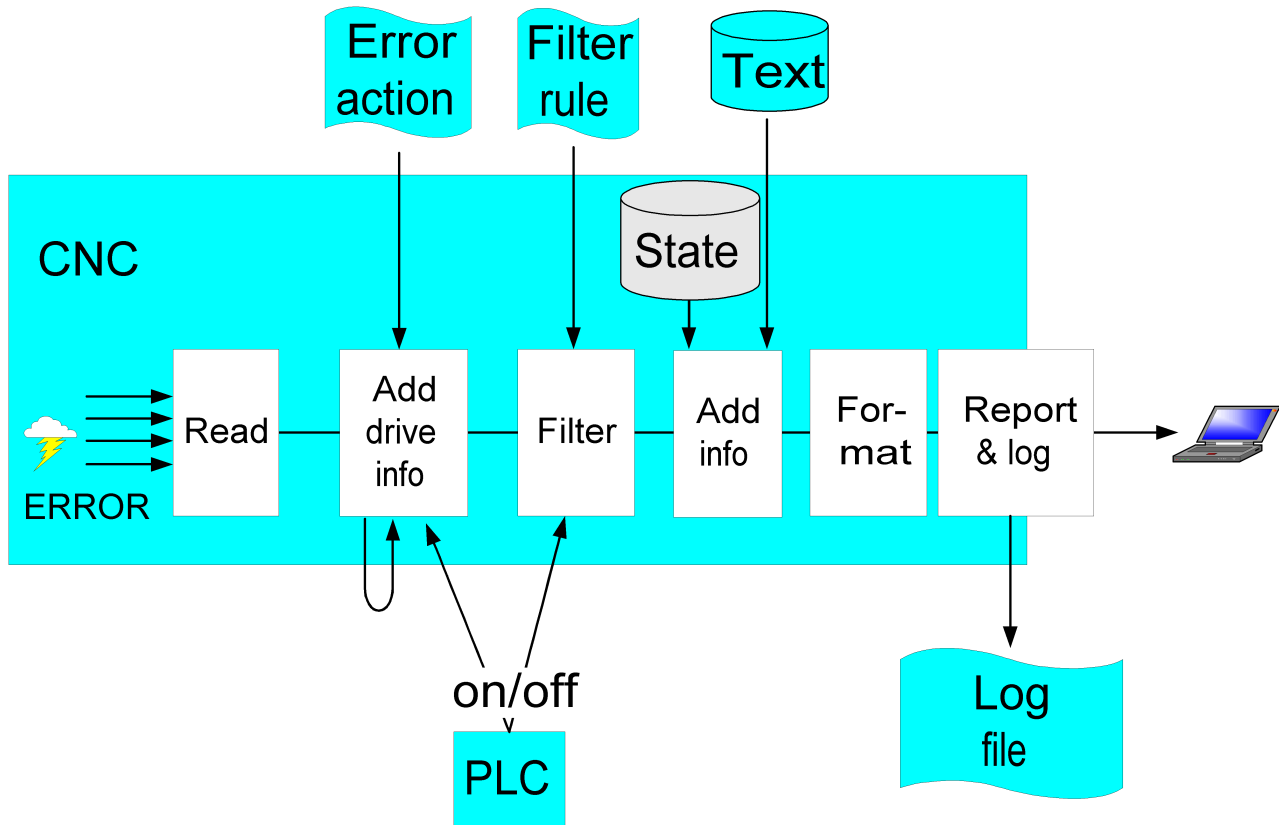 Error
action
Filter
rule
Text
State
CNC
ERROR
Read
Add
drive
info
Filter
Add
info
For-
mat
Report
& log
on/off
PLC
Log
file